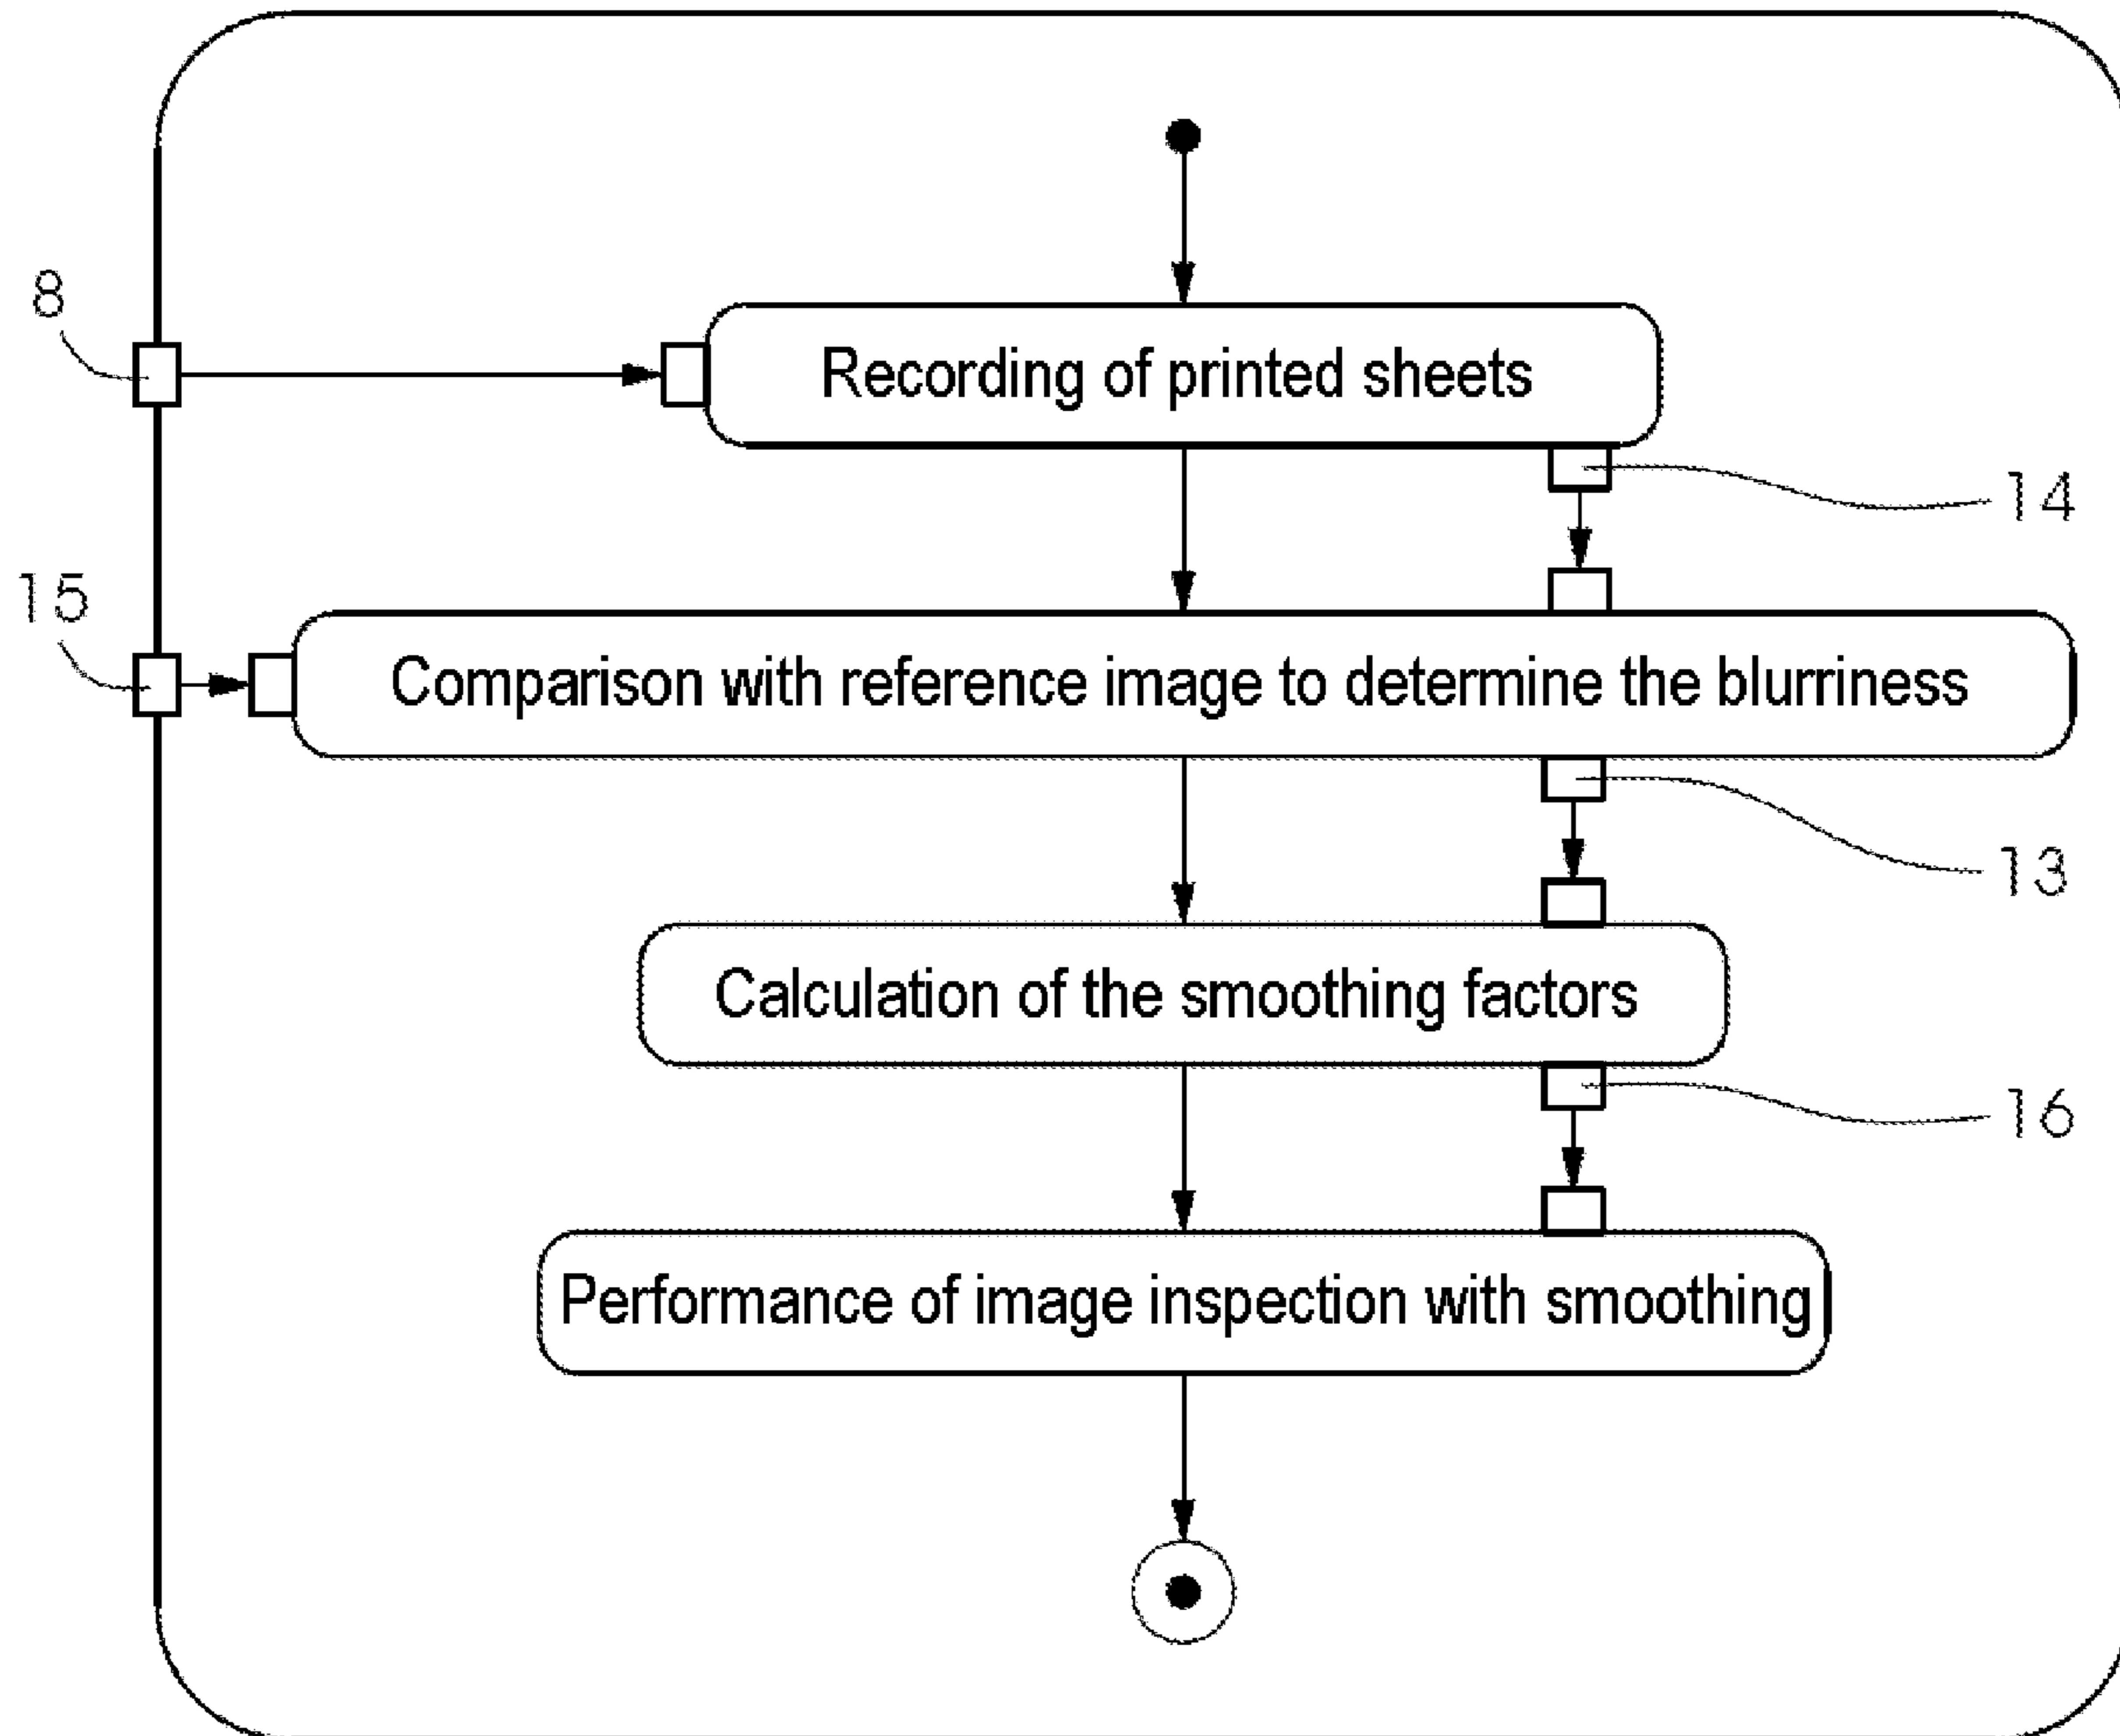 8
Recording of printed sheets
14
15
Comparison with reference image to determine the blurriness
13
Calculation of the smoothing factors
16
Performance of image inspection with smoothing